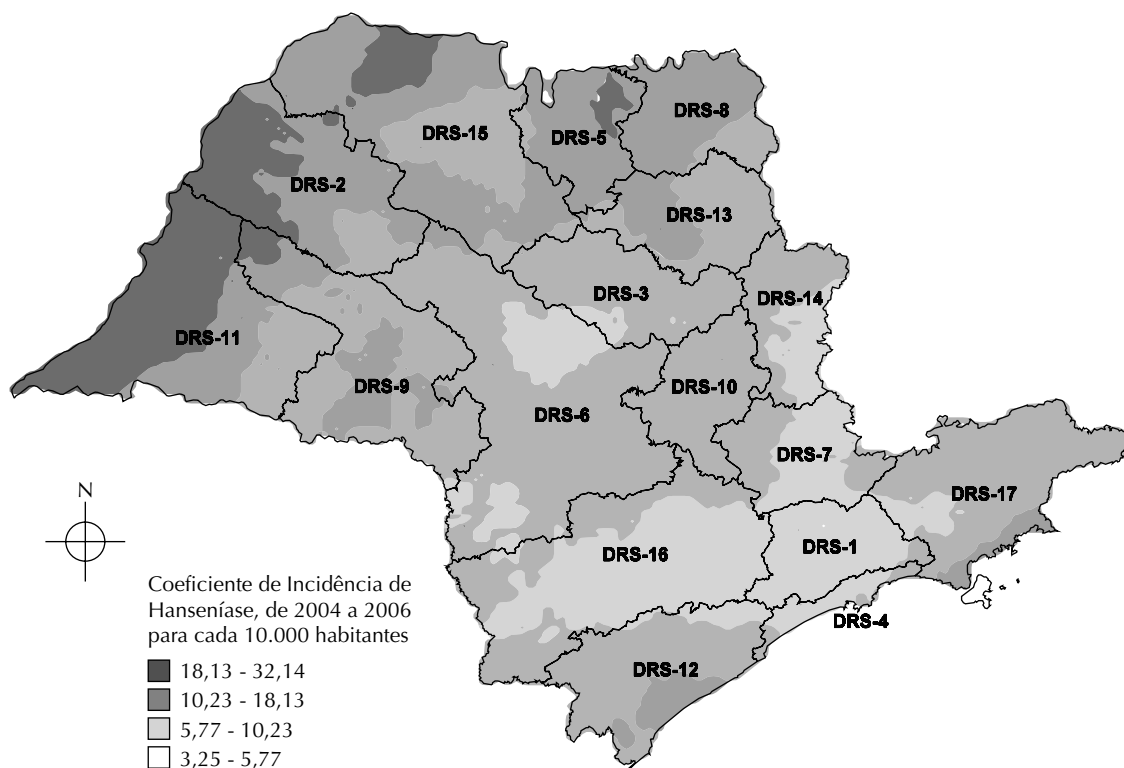 DRS-8
DRS-15
DRS-5
DRS-2
DRS-13
DRS-3
DRS-14
DRS-11
DRS-9
DRS-10
DRS-6
DRS-7
DRS-17
N
DRS-16
DRS-1
DRS-4
DRS-12
Coeficiente de Incidência de
Hanseníase, de 2004 a 2006
para cada 10.000 habitantes
18,13 - 32,14
10,23 - 18,13
5,77 - 10,23
3,25 - 5,77